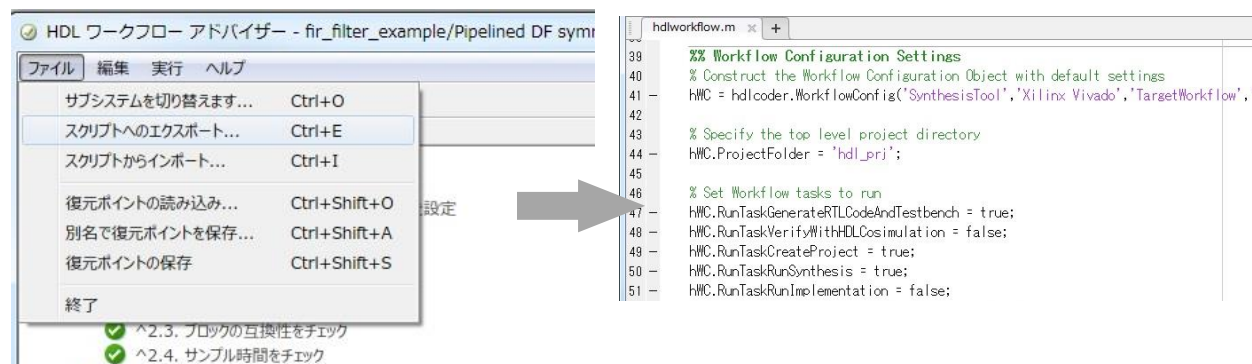 HDL ワークフロー アドバイザー - fir_filter_example/Pipelined DF symm
ファイル 編集 実行 ヘルプ
サブシステムを切り替えます... Ctrl+O
スクリプトへのエクスポート... Ctrl+E
スクリプトからインポート... Ctrl+I
復元ポイントの読み込み... Ctrl+Shift+O
設定
別名で復元ポイントを保存... Ctrl+Shift+A
復元ポイントの保存 Ctrl+Shift+S
終了
^2.3. ブロックの互換性をチェック
^2.4. サンプル時間をチェック
hdlworkflow.m × +
39 %% Workflow Configuration Settings
40 % Construct the Workflow Configuration Object with default settings
41 – hWC = hdlcoder.WorkflowConfig('SynthesisTool','Xilinx Vivado','TargetWorkflow',
42
43 % Specify the top level project directory
44 – hWC.ProjectFolder = 'hdl_prj';
45
46 % Set Workflow tasks to run
47 – hWC.RunTaskGenerateRTLCodeAndTestbench = true;
48 – hWC.RunTaskVerifyWithHDLCosimulation = false;
49 – hWC.RunTaskCreateProject = true;
50 – hWC.RunTaskRunSynthesis = true;
51 – hWC.RunTaskRunImplementation = false;